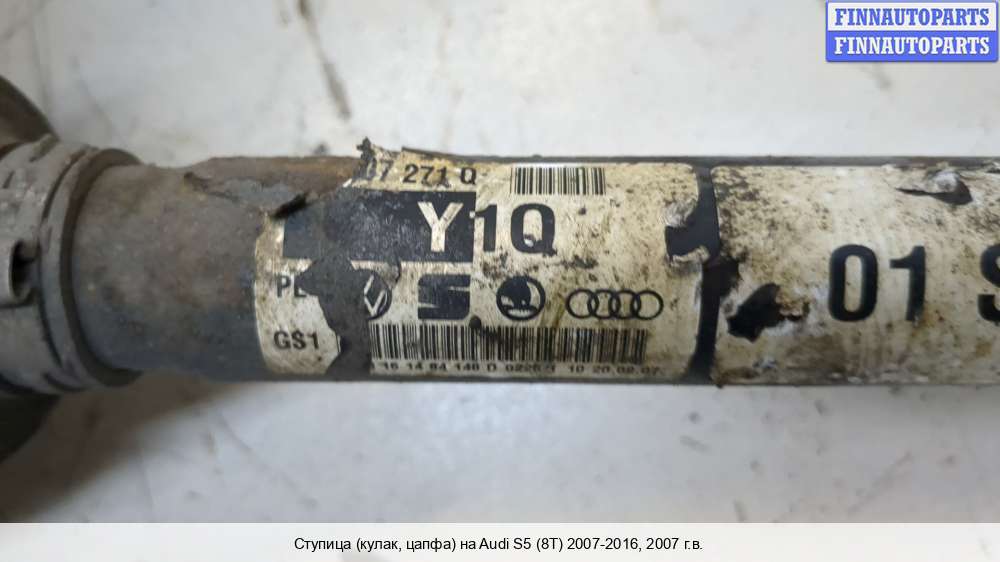 FINNAUTOPARTS
FINNAUTOPARTS
7 271 Q
Y1Q
01
GS1
Ступица (кулак, цапфа) на Audi S5 (8T) 2007-2016, 2007 г.в.